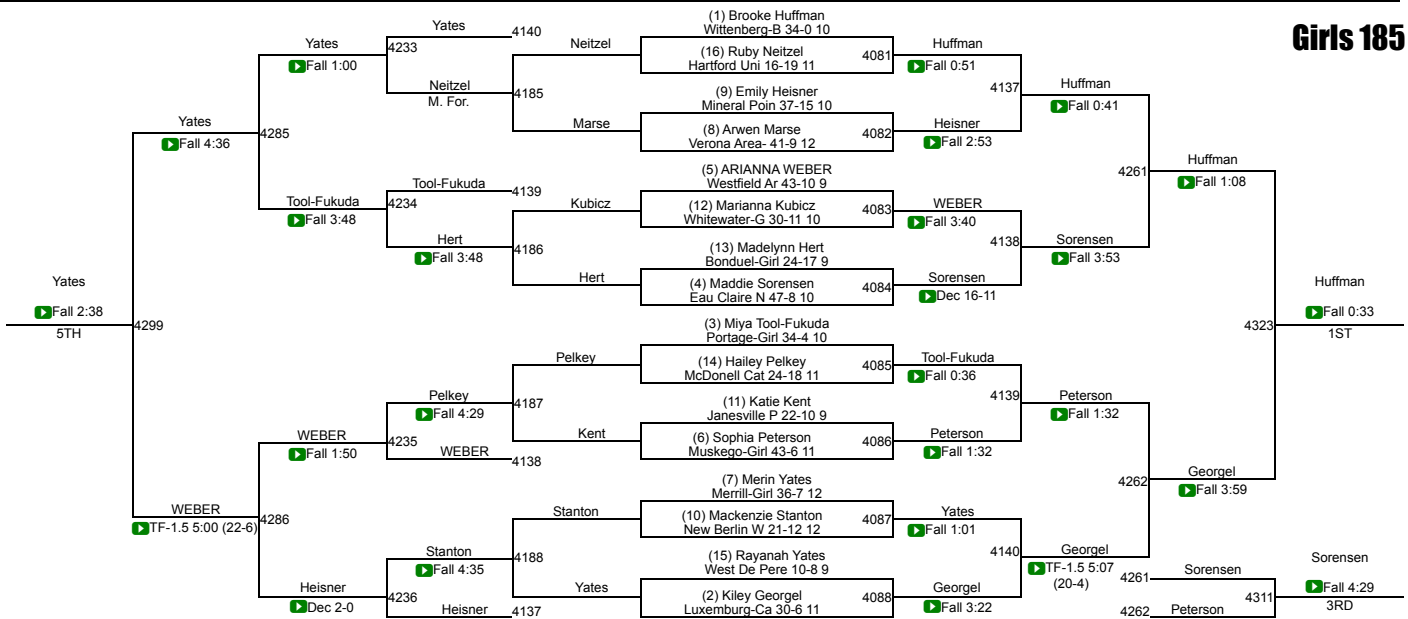 Girls 185
(1) Brooke Huffman
Wittenberg-B 34-0 10
(16) Ruby Neitzel
Hartford Uni 16-19 11
4081
(9) Emily Heisner
Mineral Poin 37-15 10
(8) Arwen Marse
Verona Area- 41-9 12
4082
(5) ARIANNA WEBER
Westfield Ar 43-10 9
(12) Marianna Kubicz
Whitewater-G 30-11 10
4083
(13) Madelynn Hert
Bonduel-Girl 24-17 9
(4) Maddie Sorensen
Eau Claire N 47-8 10
4084
(3) Miya Tool-Fukuda
Portage-Girl 34-4 10
(14) Hailey Pelkey
McDonell Cat 24-18 11
4085
(11) Katie Kent
Janesville P 22-10 9
(6) Sophia Peterson
Muskego-Girl 43-6 11
4086
(7) Merin Yates
Merrill-Girl 36-7 12
(10) Mackenzie Stanton
New Berlin W 21-12 12
4087
(15) Rayanah Yates
West De Pere 10-8 9
(2) Kiley Georgel
Luxemburg-Ca 30-6 11
4088
Huffman
Fall 0:51
4137
Heisner
Fall 2:53
WEBER
Fall 3:40
4138
Sorensen
Dec 16-11
Tool-Fukuda
Fall 0:36
4139
Peterson
Fall 1:32
Yates
Fall 1:01
4140
Georgel
Fall 3:22
Huffman
Fall 0:41
4261
Sorensen
Fall 3:53
Peterson
Fall 1:32
4262
Georgel
TF-1.5 5:07
(20-4)
Huffman
Fall 1:08
4323
Georgel
Fall 3:59
Huffman
Fall 0:33
1ST
4261
Sorensen
4262
Peterson
4311
Sorensen
Fall 4:29
3RD
Neitzel
4185
Marse
Kubicz
4186
Hert
Pelkey
4187
Kent
Stanton
4188
Yates
Yates
4140
4233
Neitzel
M. For.
Tool-Fukuda
4139
4234
Hert
Fall 3:48
Pelkey
Fall 4:29
4235
WEBER
4138
Stanton
Fall 4:35
4236
Heisner
4137
Yates
Fall 1:00
4285
Tool-Fukuda
Fall 3:48
WEBER
Fall 1:50
4286
Heisner
Dec 2-0
Yates
Fall 4:36
4299
WEBER
TF-1.5 5:00 (22-6)
Yates
Fall 2:38
5TH